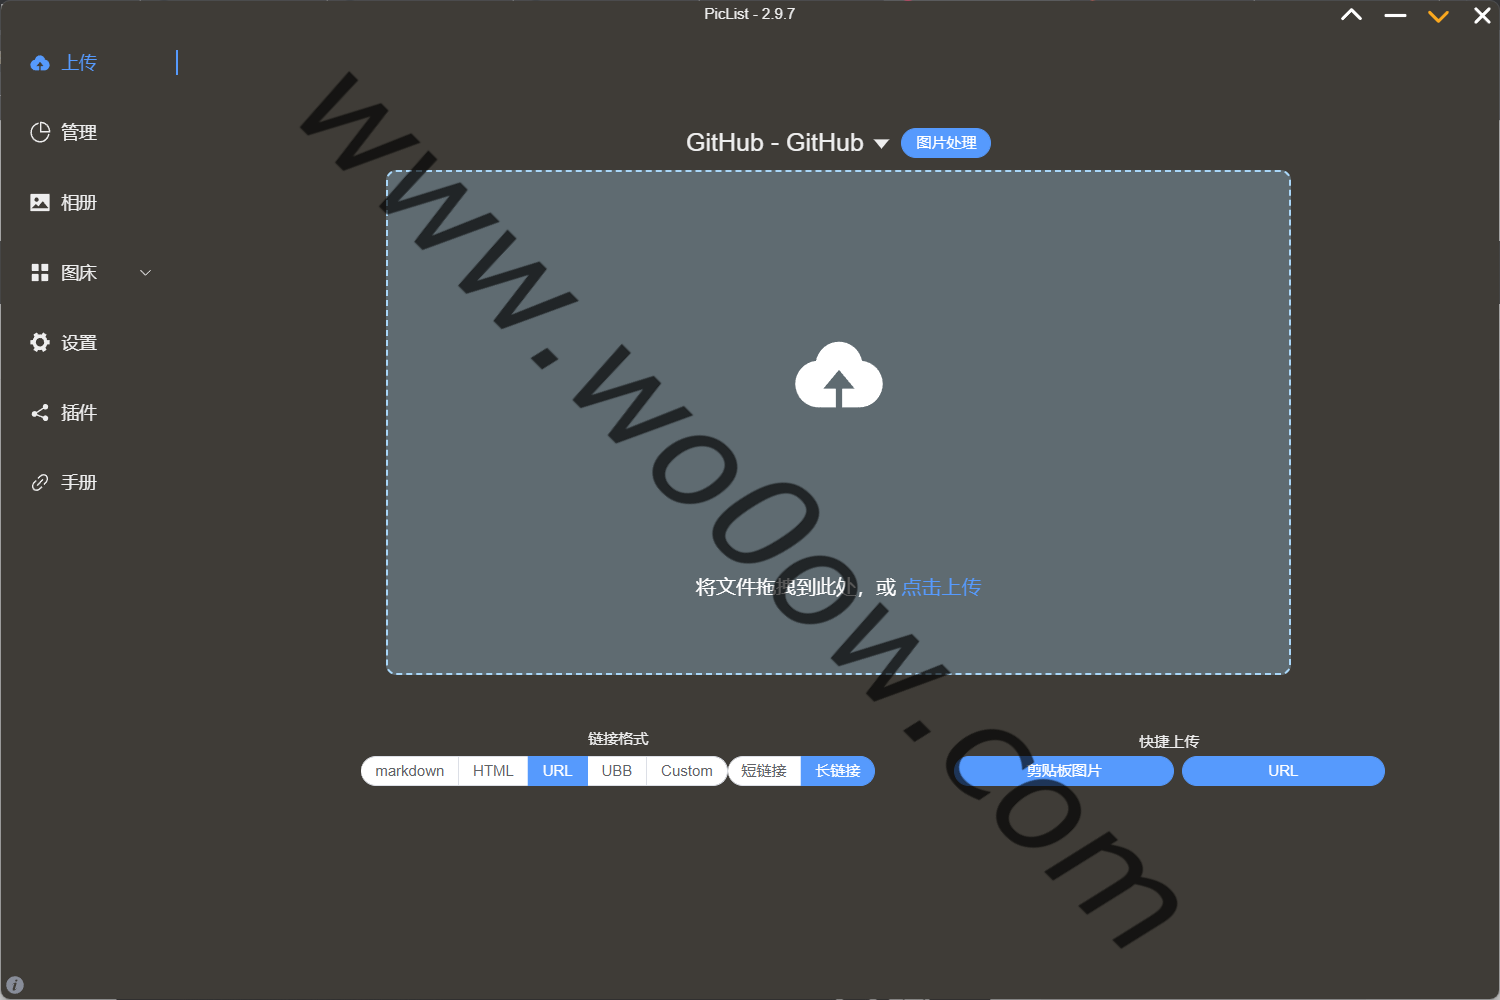 PicList - 2.9.7
上传
管理
相册
图床
设置
插件
手册
GitHub - GitHub
图片处理
将文件拖拽到此处，或 点击上传
链接格式
markdown HTML URL UBB Custom 短链接 长链接
快捷上传
剪贴板图片 URL
www.wo0ow.com